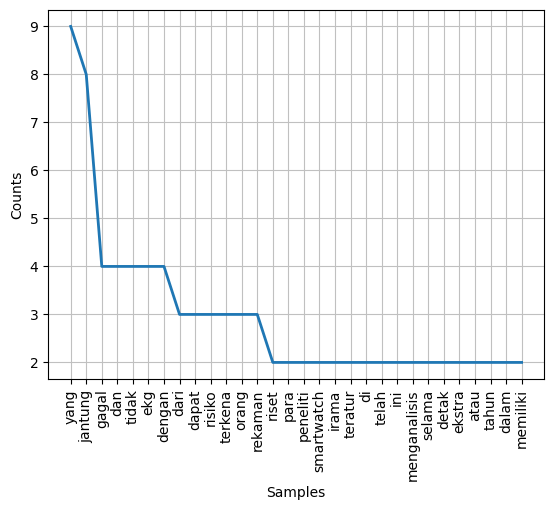 9
8
7
6
5
4
3
2
Counts
yang
jantung
gagal
dan
tidak
ekg
dengan
dari
dapat
risiko
terkena
orang
rekaman
riset
para
peneliti
smartwatch
irama
teratur
di
telah
ini
menganalisis
selama
detak
ekstra
atau
tahun
dalam
memiliki
Samples